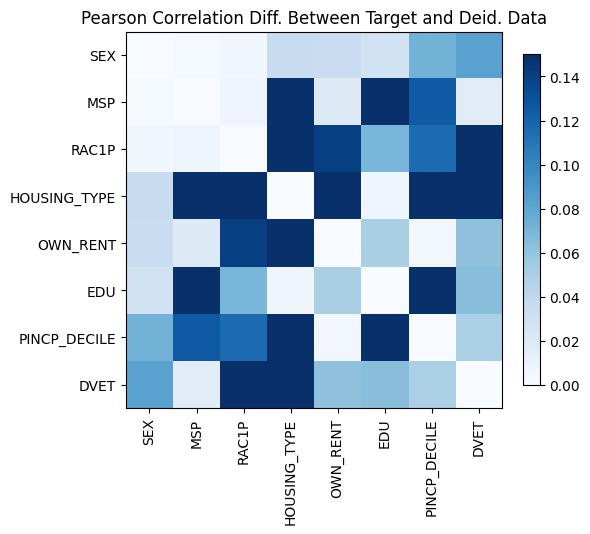 Pearson Correlation Diff. Between Target and Deid. Data
SEX
MSP
RAC1P
HOUSING_TYPE
OWN_RENT
EDU
PINCP_DECILE
DVET
SEX
MSP
RAC1P
HOUSING_TYPE
OWN_RENT
EDU
PINCP_DECILE
DVET
0.14
0.12
0.10
0.08
0.06
0.04
0.02
0.00